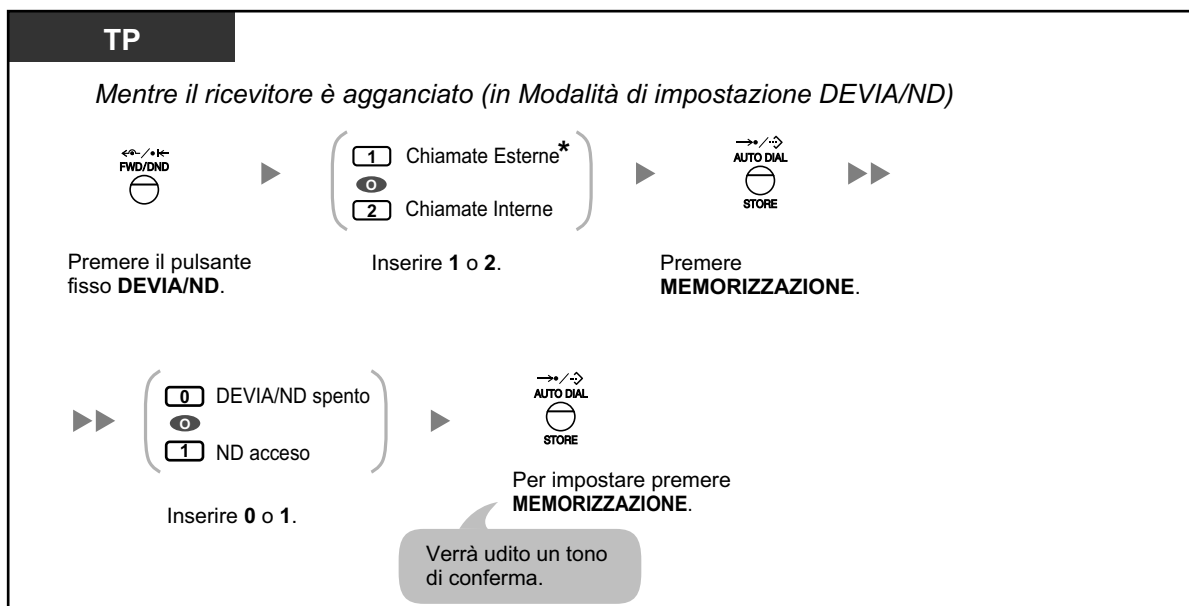 TP
Mentre il ricevitore è agganciato (in Modalità di impostazione DEVIA/ND)
FWD/DND
1 Chiamate Esterne*
O
2 Chiamate Interne
AUTO DIAL
STORE
Premere il pulsante
fisso DEVIA/ND.
Inserire 1 o 2.
Premere
MEMORIZZAZIONE.
0 DEVIA/ND spento
O
1 ND acceso
AUTO DIAL
STORE
Inserire 0 o 1.
Per impostare premere
MEMORIZZAZIONE.
Verrà udito un tono
di conferma.